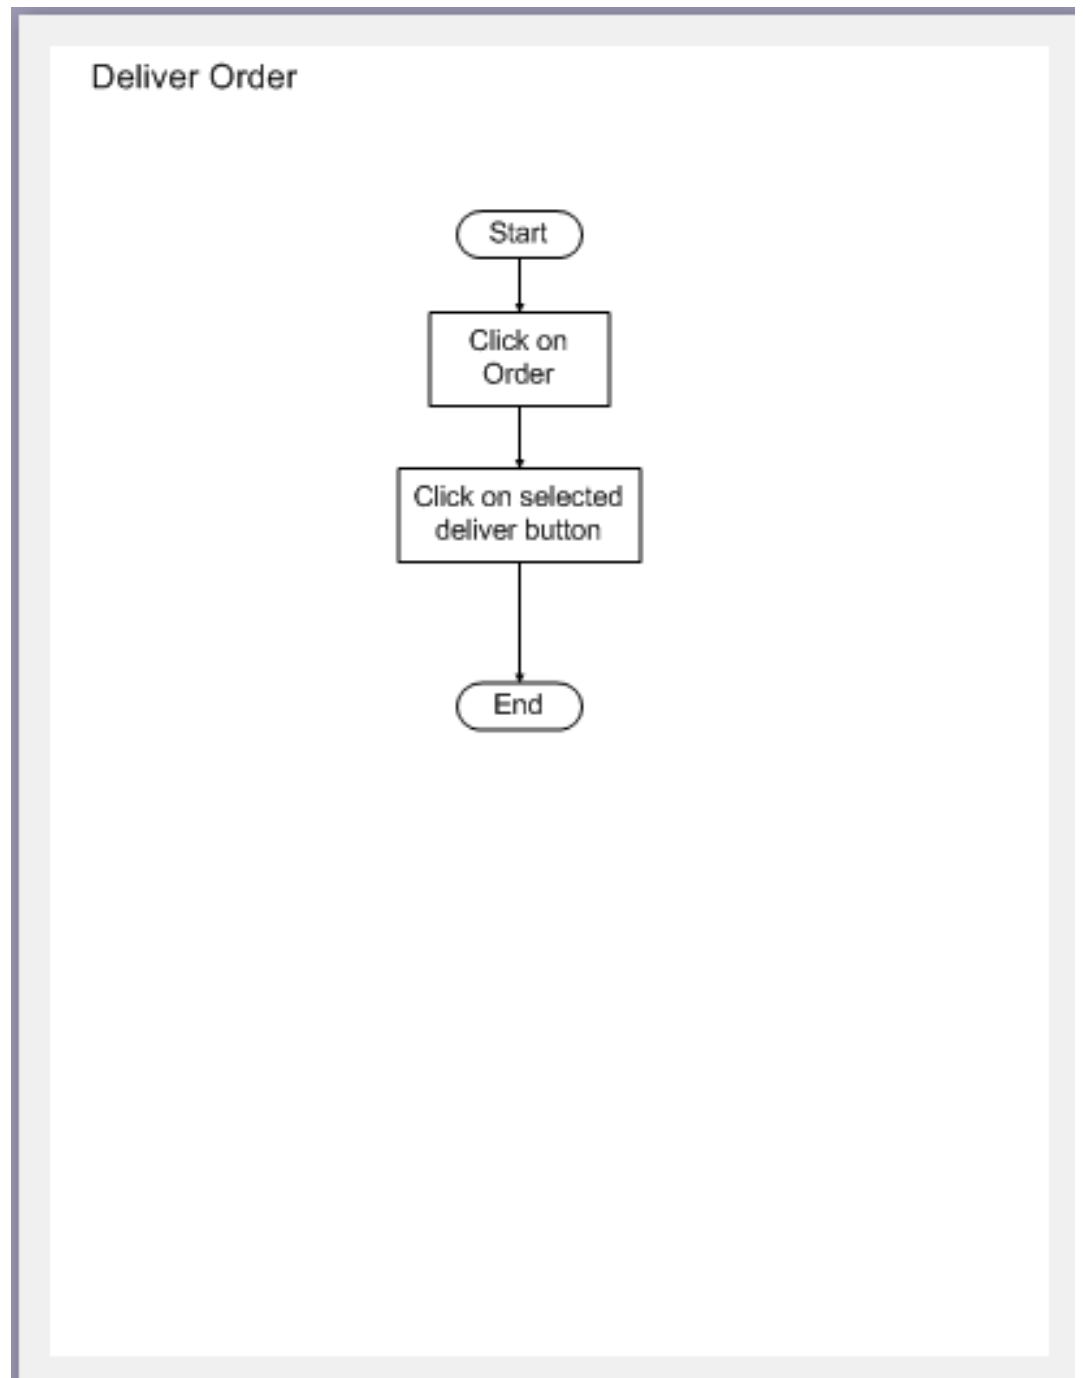 Deliver Order
Start
Click on
Order
Click on selected
deliver button
End